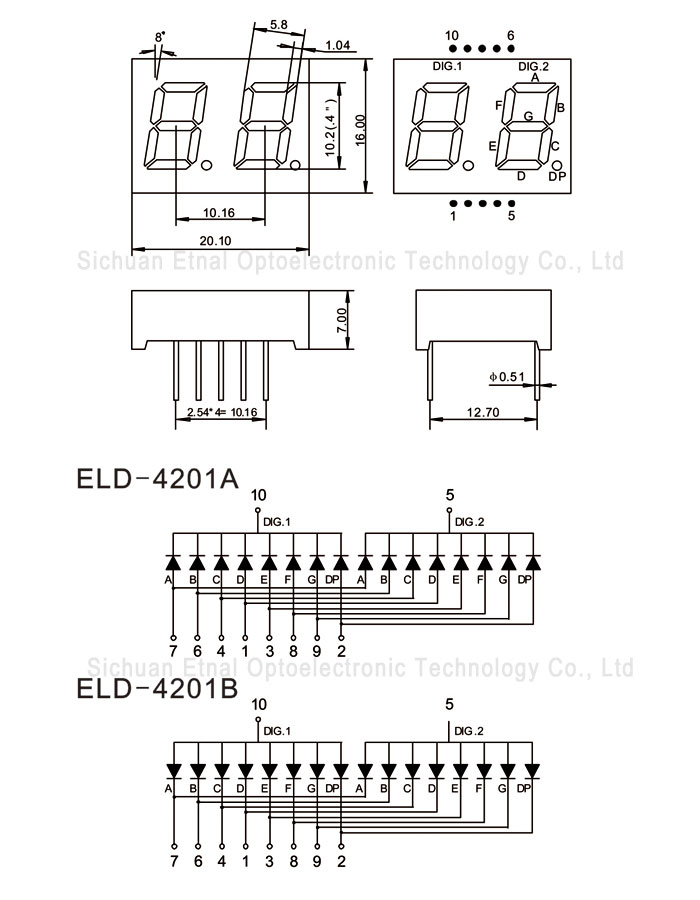 5.8
8°
1.04
10.2(.4")
16.00
10.16
20.10
10 6
DIG.1 DIG.2
A
F B
G
E C
D DP
1 5
Sichuan Etnal Optoelectronic Technology Co., Ltd
7.00
2.54*4= 10.16
ϕ0.51
12.70
ELD-4201A
10 5
DIG.1 DIG.2
A B C D E F G DP A B C D E F G DP
7 6 4 1 3 8 9 2
Sichuan Etnal Optoelectronic Technology Co., Ltd
ELD-4201B
10 5
DIG.1 DIG.2
A B C D E F G DP A B C D E F G DP
7 6 4 1 3 8 9 2